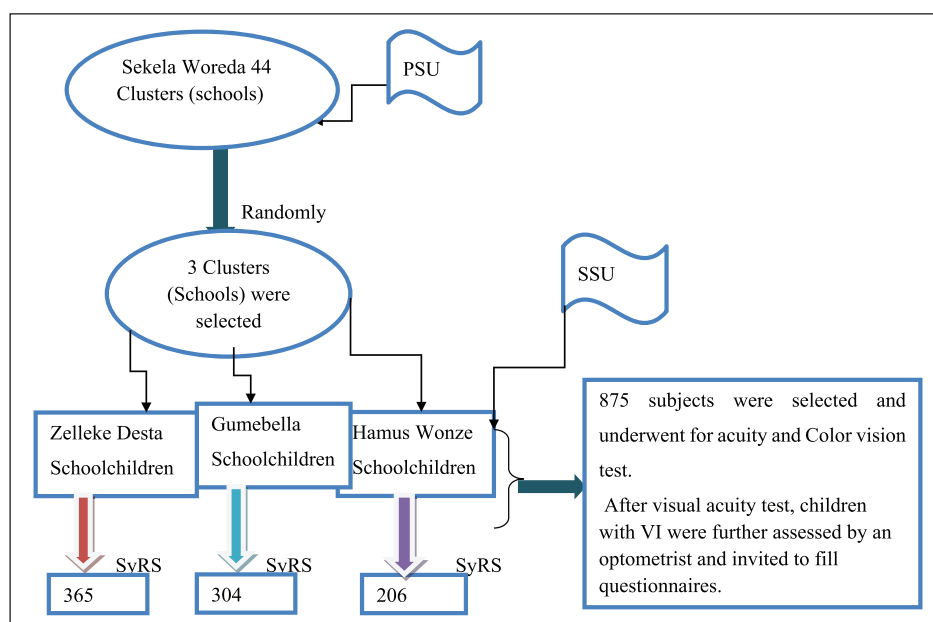 Sekela Woreda 44
Clusters (schools)
PSU
Randomly
3 Clusters
(Schools) were
selected
SSU
Zelleke Desta
Schoolchildren
Gumebella
Schoolchildren
Hamus Wonze
Schoolchildren
875 subjects were selected and
underwent for acuity and Color vision
test.
After visual acuity test, children
with VI were further assessed by an
optometrist and invited to fill
questionnaires.
SyRS
SyRS
SyRS
365
304
206